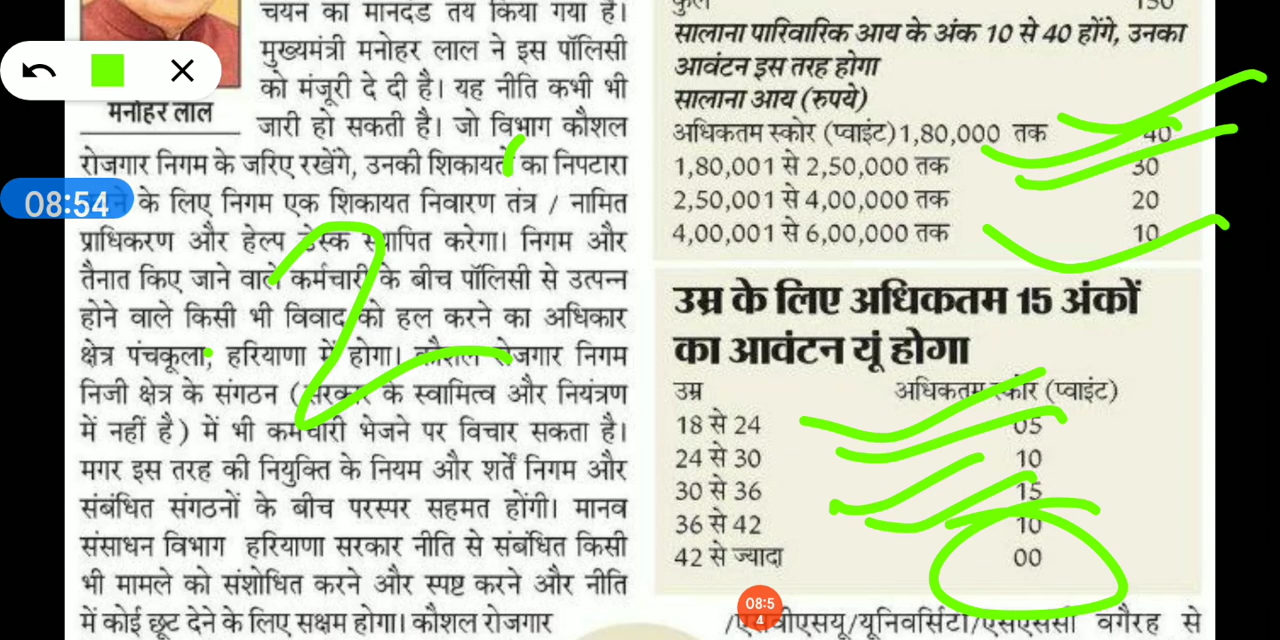 चयन का मानदंड तय किया गया है।
मुख्यमंत्री मनोहर लाल ने इस पॉलिसी
को मंजूरी दे दी है। यह नीति कभी भी
मनोहर लाल
जारी हो सकती है। जो विभाग कौशल
रोजगार निगम के जरिए रखेंगे, उनकी शिकायतों का निपटारा
08:54
के लिए निगम एक शिकायत निवारण तंत्र / नामित
प्राधिकरण और हेल्प डेस्क स्थापित करेगा। निगम और
तैनात किए जाने वाले कर्मचारी के बीच पॉलिसी से उत्पन्न
होने वाले किसी भी विवाद को हल करने का अधिकार
क्षेत्र पंचकूला, हरियाणा में होगा। कौशल रोजगार निगम
निजी क्षेत्र के संगठन (सरकार के स्वामित्व और नियंत्रण
में नहीं है) में भी कर्मचारी भेजने पर विचार सकता है।
मगर इस तरह की नियुक्ति के नियम और शर्तें निगम और
संबंधित संगठनों के बीच परस्पर सहमत होंगी। मानव
संसाधन विभाग हरियाणा सरकार नीति से संबंधित किसी
भी मामले को संशोधित करने और स्पष्ट करने और नीति
में कोई छूट देने के लिए सक्षम होगा। कौशल रोजगार
कुल 150
सालाना पारिवारिक आय के अंक 10 से 40 होंगे, उनका
आवंटन इस तरह होगा
सालाना आय (रुपये)
अधिकतम स्कोर (प्वाइंट) 1,80,000 तक 40
1,80,001 से 2,50,000 तक 30
2,50,001 से 4,00,000 तक 20
4,00,001 से 6,00,000 तक 10
उम्र के लिए अधिकतम 15 अंकों
का आवंटन यूं होगा
उम्र अधिकतम स्कोर (प्वाइंट)
18 से 24 05
24 से 30 10
30 से 36 15
36 से 42 10
42 से ज्यादा 00
08:54
/एसवीएसयू/यूनिवर्सिटी/एसएससी वगैरह से